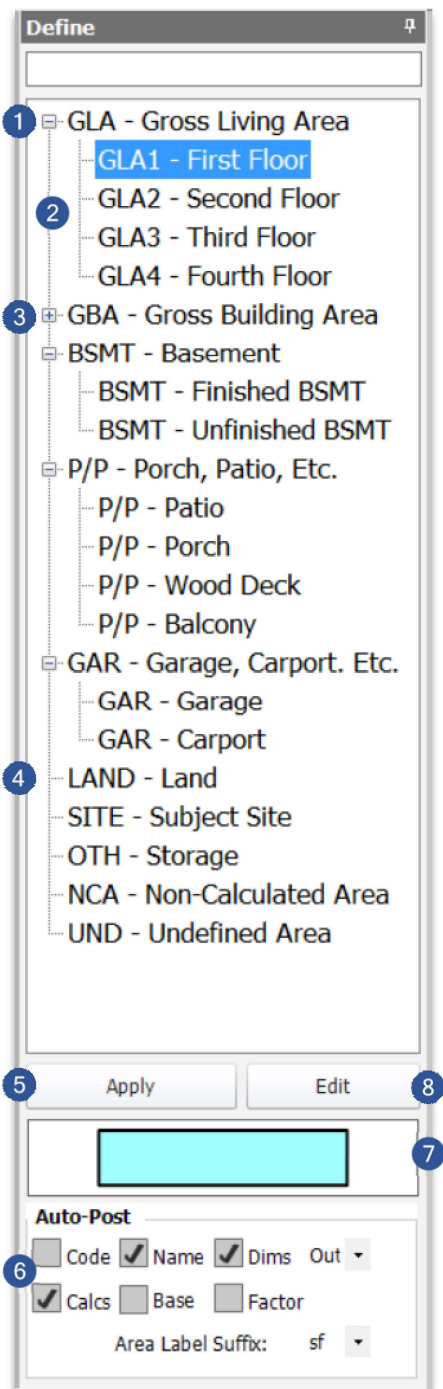 Define
1 GLA - Gross Living Area
GLA1 - First Floor
2 GLA2 - Second Floor
GLA3 - Third Floor
GLA4 - Fourth Floor
3 GBA - Gross Building Area
BSMT - Basement
BSMT - Finished BSMT
BSMT - Unfinished BSMT
P/P - Porch, Patio, Etc.
P/P - Patio
P/P - Porch
P/P - Wood Deck
P/P - Balcony
GAR - Garage, Carport. Etc.
GAR - Garage
GAR - Carport
4 LAND - Land
SITE - Subject Site
OTH - Storage
NCA - Non-Calculated Area
UND - Undefined Area
5 Apply Edit 8
7
Auto-Post
6 Code Name Dims Out
Calcs Base Factor
Area Label Suffix: sf